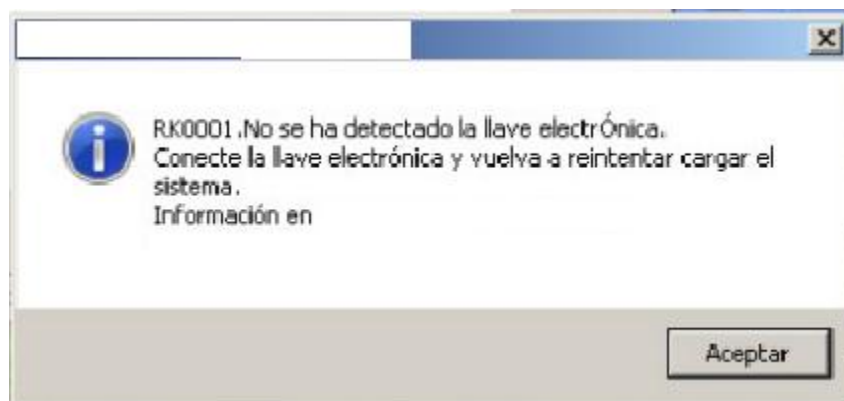 RK0001.No se ha detectado la llave electrÓnica.
Conecte la llave electrónica y vuelva a reintentar cargar el
sistema.
Información en
Aceptar